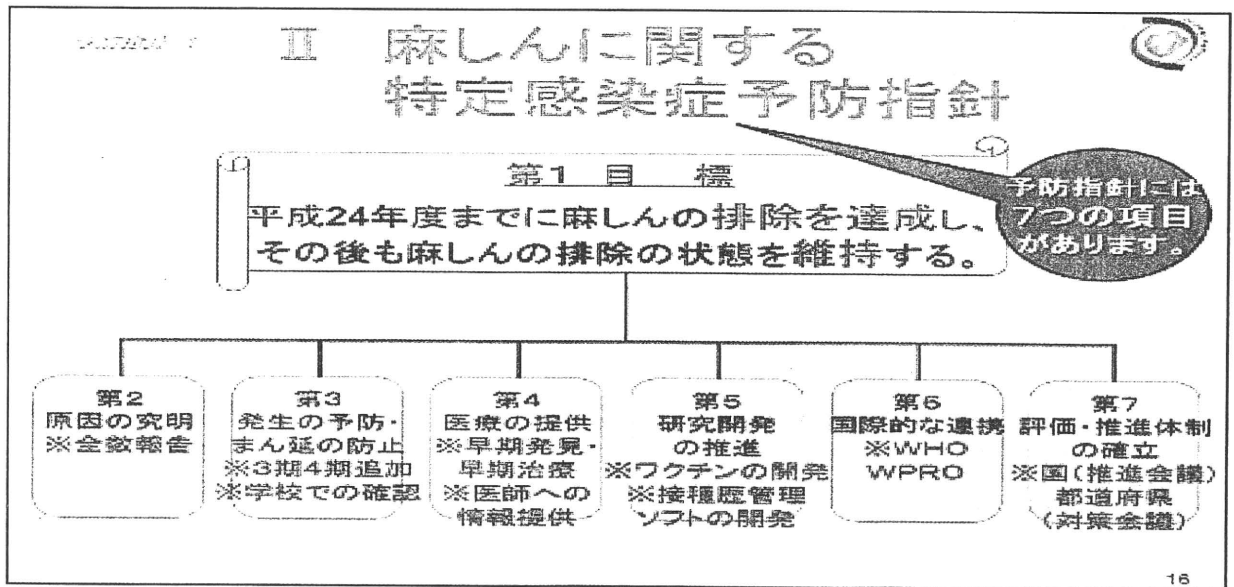 Ⅱ 麻しんに関する
特定感染症予防指針
予防指針には
7つの項目
があります。
第1 目 標
平成24年度までに麻しんの排除を達成し、
その後も麻しんの排除の状態を維持する。
第2
原因の究明
※全数報告
第3
発生の予防・
まん延の防止
※3期4期追加
※学校での確認
第4
医療の提供
※早期発見・
早期治療
※医師への
情報提供
第5
研究開発
の推進
※ワクチンの開発
※接種歴管理
ソフトの開発
第6
国際的な連携
※WHO
WPRO
第7
評価・推進体制
の確立
※国(推進会議)
都道府県
(対策会議)
16